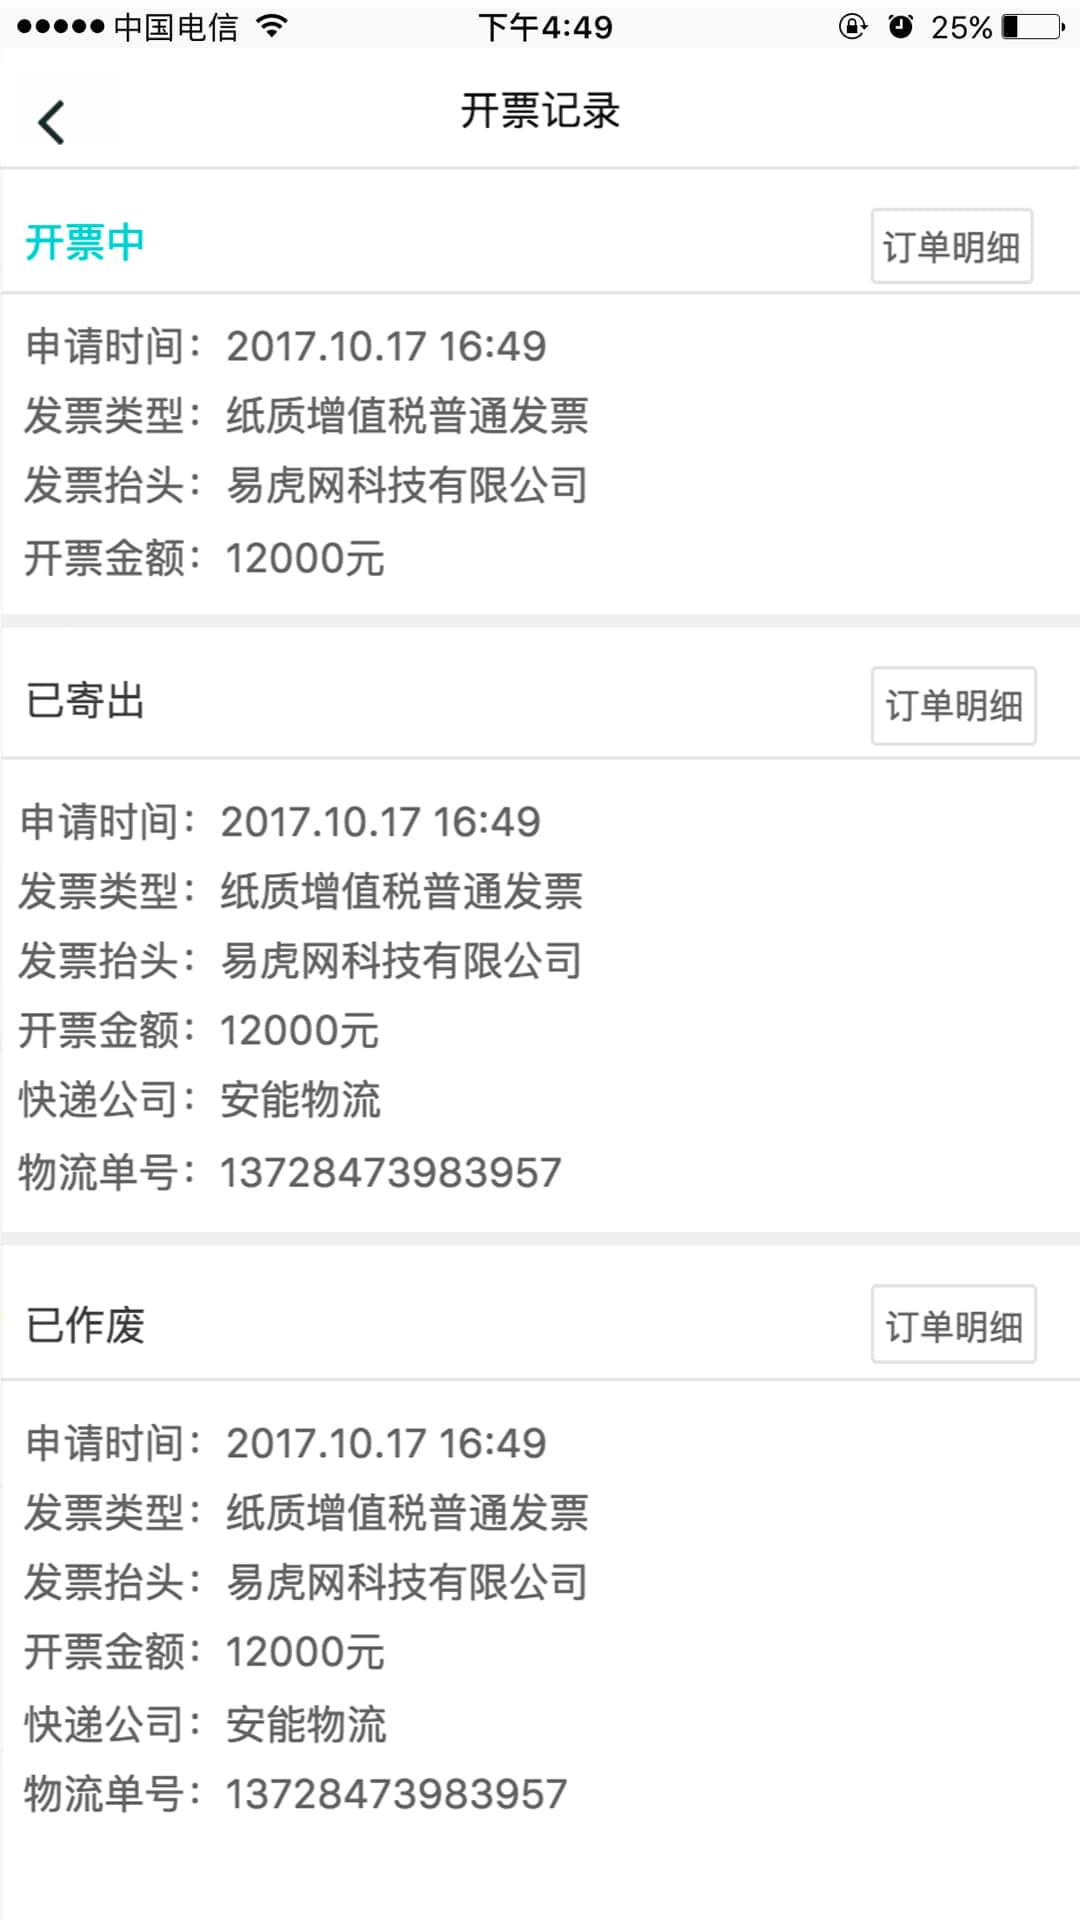 中国电信 下午4:49 25%
开票记录
开票中 订单明细
申请时间：2017.10.17 16:49
发票类型：纸质增值税普通发票
发票抬头：易虎网科技有限公司
开票金额：12000元
已寄出 订单明细
申请时间：2017.10.17 16:49
发票类型：纸质增值税普通发票
发票抬头：易虎网科技有限公司
开票金额：12000元
快递公司：安能物流
物流单号：13728473983957
已作废 订单明细
申请时间：2017.10.17 16:49
发票类型：纸质增值税普通发票
发票抬头：易虎网科技有限公司
开票金额：12000元
快递公司：安能物流
物流单号：13728473983957